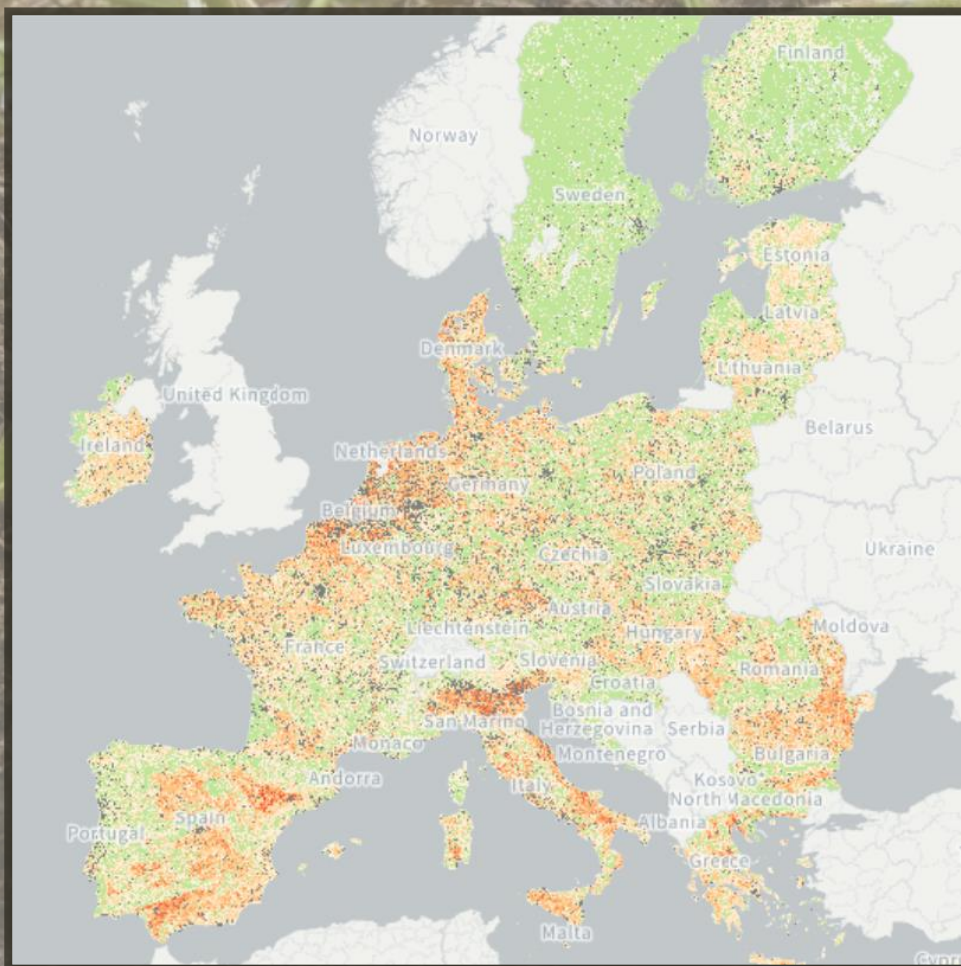 Finland
Norway
Sweden
Estonia
Latvia
Denmark
Lithuania
United Kingdom
Belarus
Ireland
Netherlands
Poland
Germany
Belgium
Luxembourg
Czechia
Ukraine
Slovakia
Austria
Liechtenstein
Hungary
Moldova
France
Switzerland
Slovenia
Romania
Croatia
Bosnia and
Herzegovina
San Marino
Serbia
Monaco
Montenegro
Bulgaria
Andorra
Italy
Kosovo*
North Macedonia
Spain
Albania
Portugal
Greece
Malta
Cypr